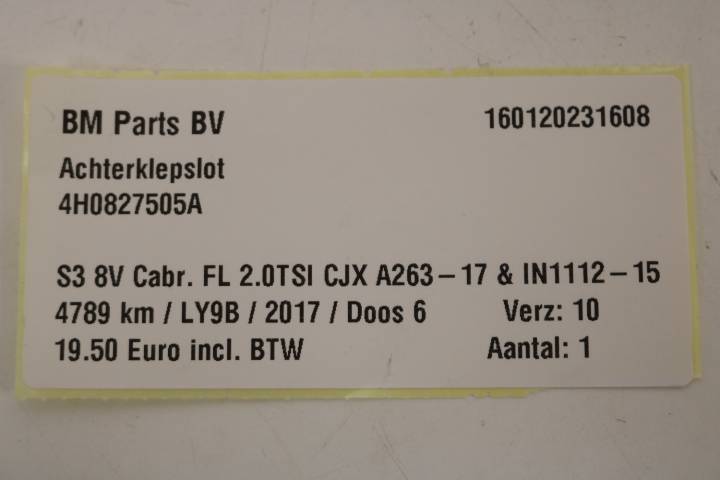 BM Parts BV 160120231608
Achterklepslot
4H0827505A
S3 8V Cabr. FL 2.0TSI CJX A263-17 & IN1112-15
4789 km / LY9B / 2017 / Doos 6 Verz: 10
19.50 Euro incl. BTW Aantal: 1